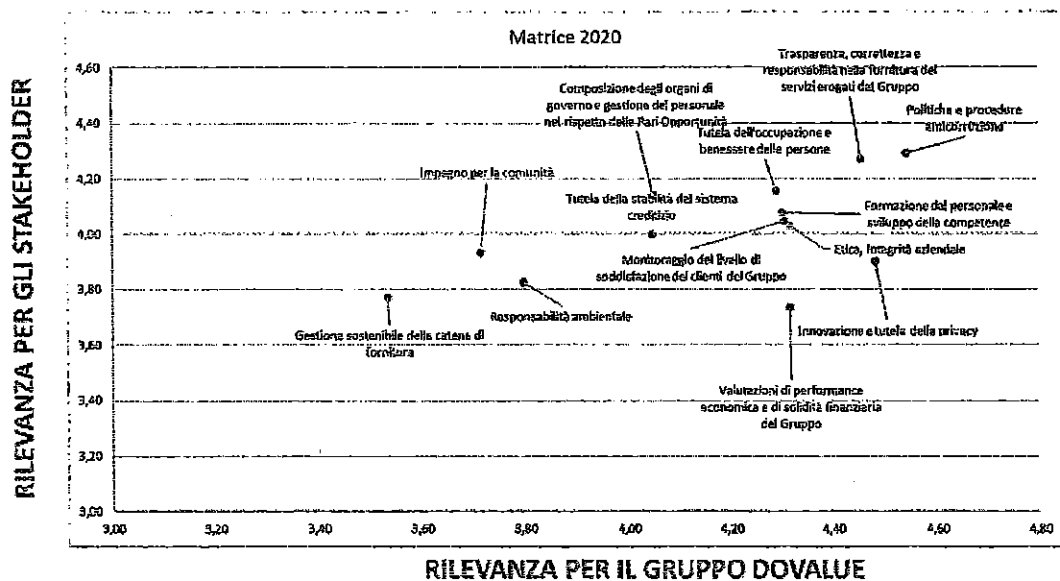 Matrice 2020
RILEVANZA PER GLI STAKEHOLDER
4,60
4,40
4,20
4,00
3,80
3,60
3,40
3,20
3,00
Trasparenza, correttezza e
responsabilità nella fornitura dei
servizi erogati dal Gruppo
Politiche e procedure
anticorruzione
Composizione degli organi di
governo e gestione del personale
nel rispetto delle Pari Opportunità
Tutela dell'occupazione e
benessere delle persone
Impegno per la comunità
Tutela della stabilità del sistema
creditizio
Formazione del personale e
sviluppo delle competenze
Etica, integrità aziendale
Monitoraggio del livello di
soddisfazione dei clienti del Gruppo
Responsabilità ambientale
Gestione sostenibile della catena di
fornitura
Innovazione e tutela della privacy
Valutazioni di performance
economica e di solidità finanziaria
del Gruppo
3,00 3,20 3,40 3,60 3,80 4,00 4,20 4,40 4,60 4,80
RILEVANZA PER IL GRUPPO DOVALUE